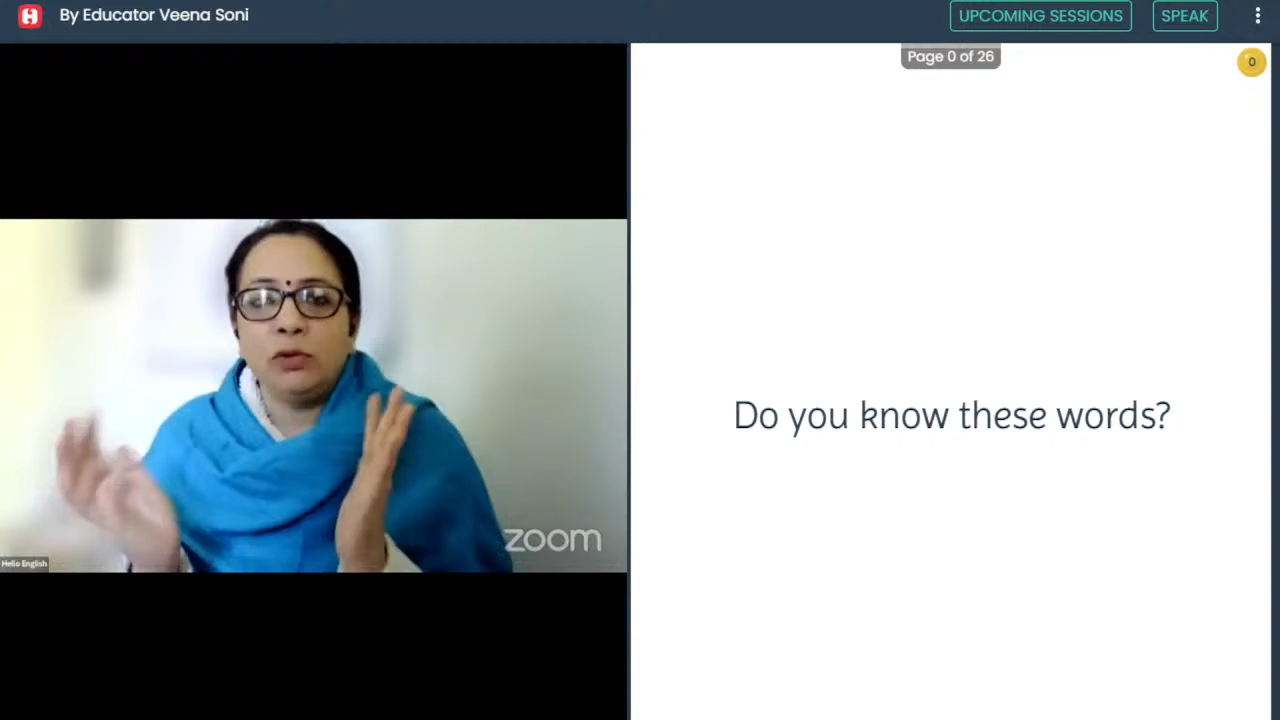 By Educator Veena Soni
UPCOMING SESSIONS
SPEAK
Page 0 of 26
0
Do you know these words?
zoom
Hello English